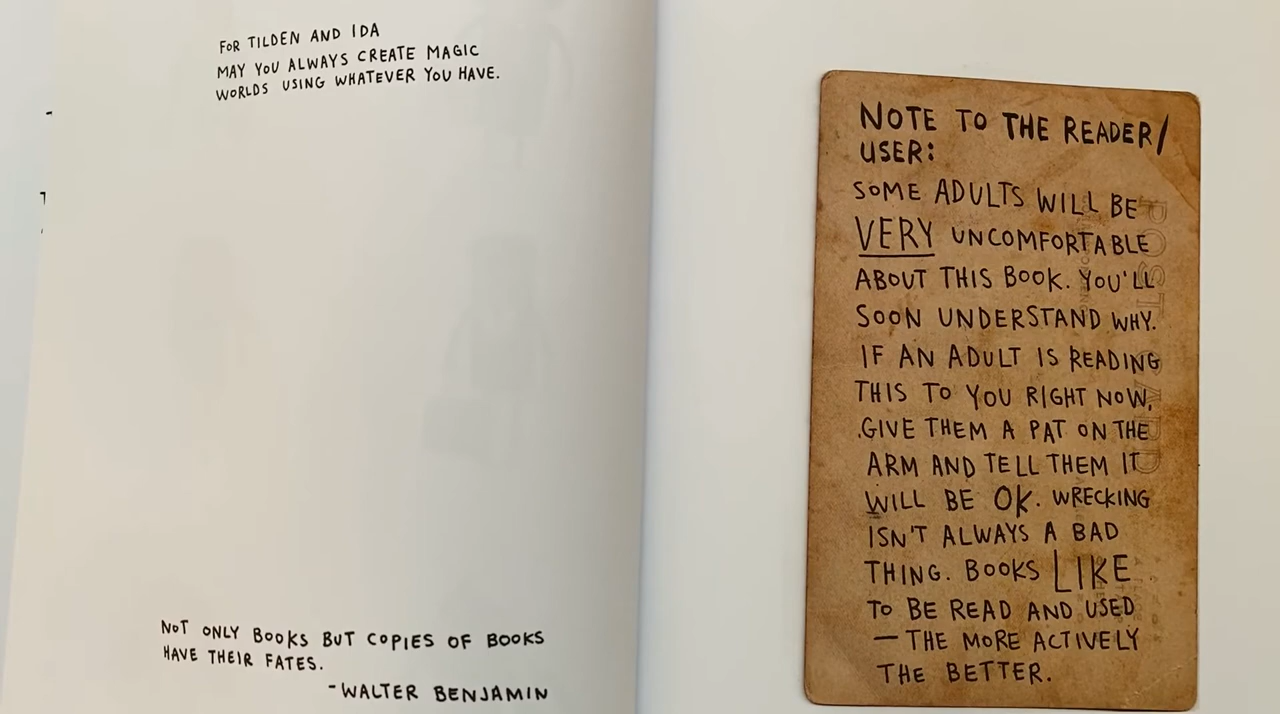 FOR TILDEN AND IDA
MAY YOU ALWAYS CREATE MAGIC
WORLDS USING WHATEVER YOU HAVE.
NOT ONLY BOOKS BUT COPIES OF BOOKS
HAVE THEIR FATES.
-WALTER BENJAMIN
NOTE TO THE READER/
USER:
SOME ADULTS WILL BE
VERY UNCOMFORTABLE
ABOUT THIS BOOK. YOU'LL
SOON UNDERSTAND WHY.
IF AN ADULT IS READING
THIS TO YOU RIGHT NOW,
GIVE THEM A PAT ON THE
ARM AND TELL THEM IT
WILL BE OK. WRECKING
ISN'T ALWAYS A BAD
THING. BOOKS LIKE
TO BE READ AND USED
—THE MORE ACTIVELY
THE BETTER.
POST CARD